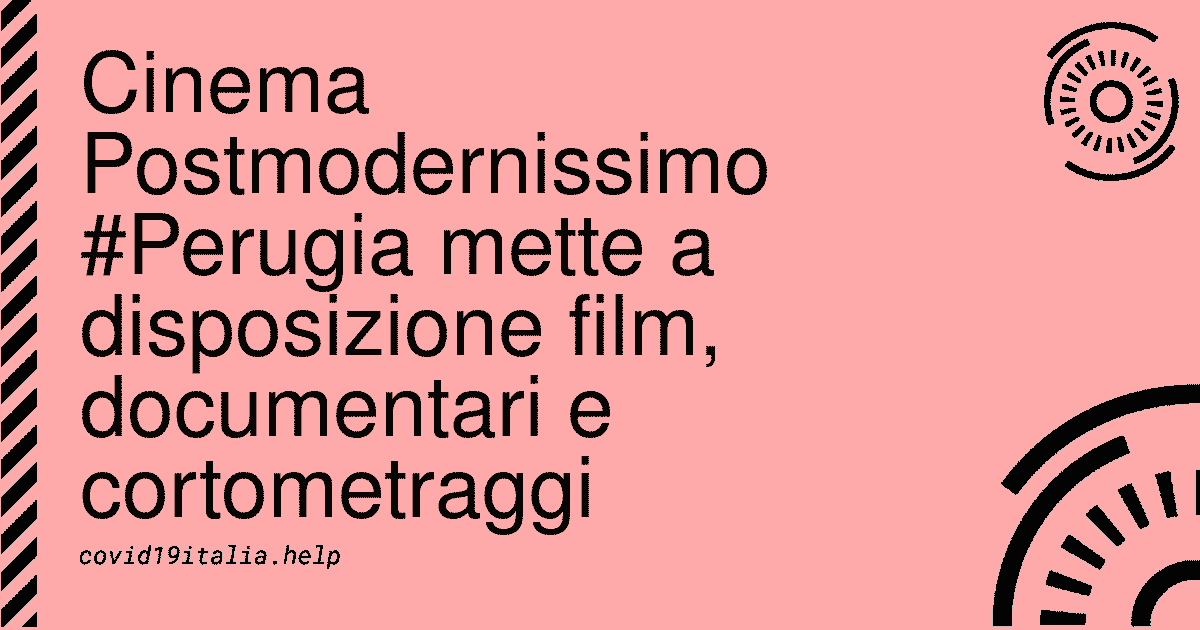 Cinema
Postmodernissimo
#Perugia mette a
disposizione film,
documentari e
cortometraggi
covid19italia.help